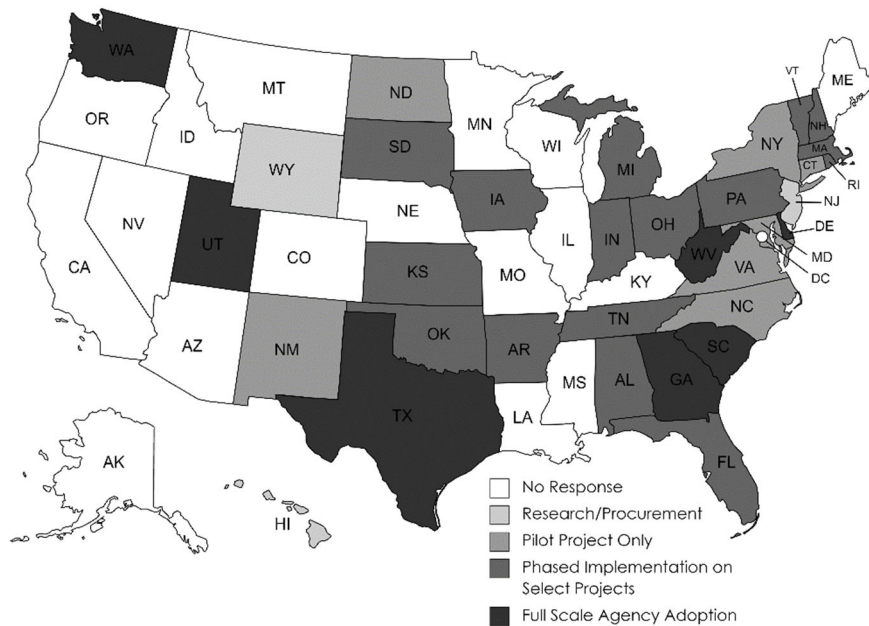 WA
MT
ND
MN
ME
VT
NH
OR
ID
SD
WI
NY
MA
CT
RI
WY
MI
IA
PA
NJ
NE
OH
DE
NV
UT
IL
IN
WV
MD
CO
VA
DC
CA
KS
MO
KY
NC
TN
AZ
NM
OK
AR
SC
MS
AL
GA
TX
LA
AK
FL
HI
No Response
Research/Procurement
Pilot Project Only
Phased Implementation on
Select Projects
Full Scale Agency Adoption